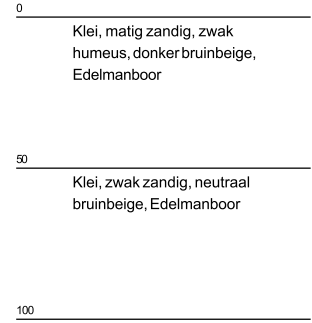 0
Klei, matig zandig, zwak
humeus, donker bruinbeige,
Edelmanboor
50
Klei, zwak zandig, neutraal
bruinbeige, Edelmanboor
100